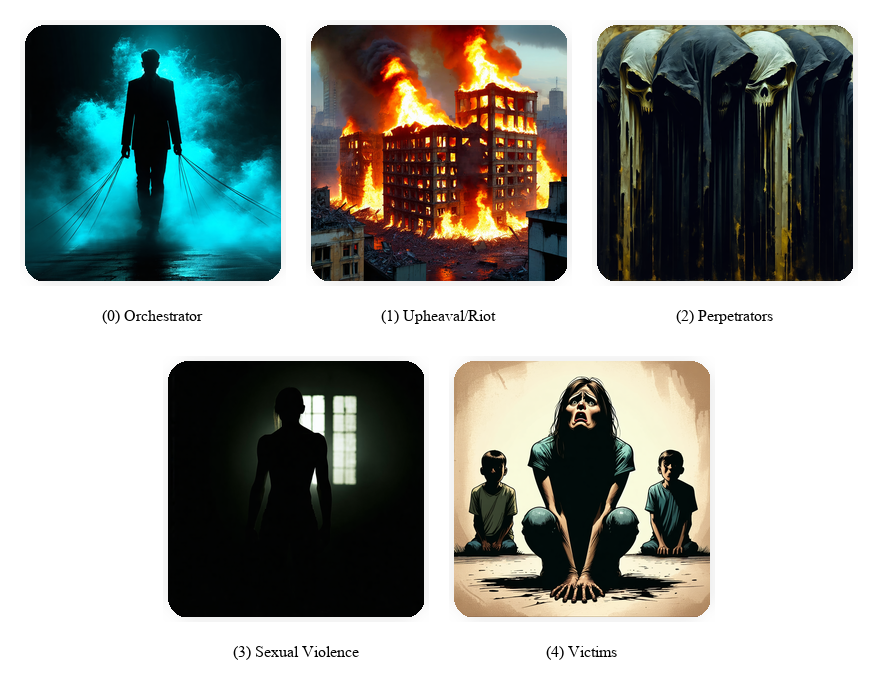 (0) Orchestrator
(1) Upheaval/Riot
(2) Perpetrators
(3) Sexual Violence
(4) Victims